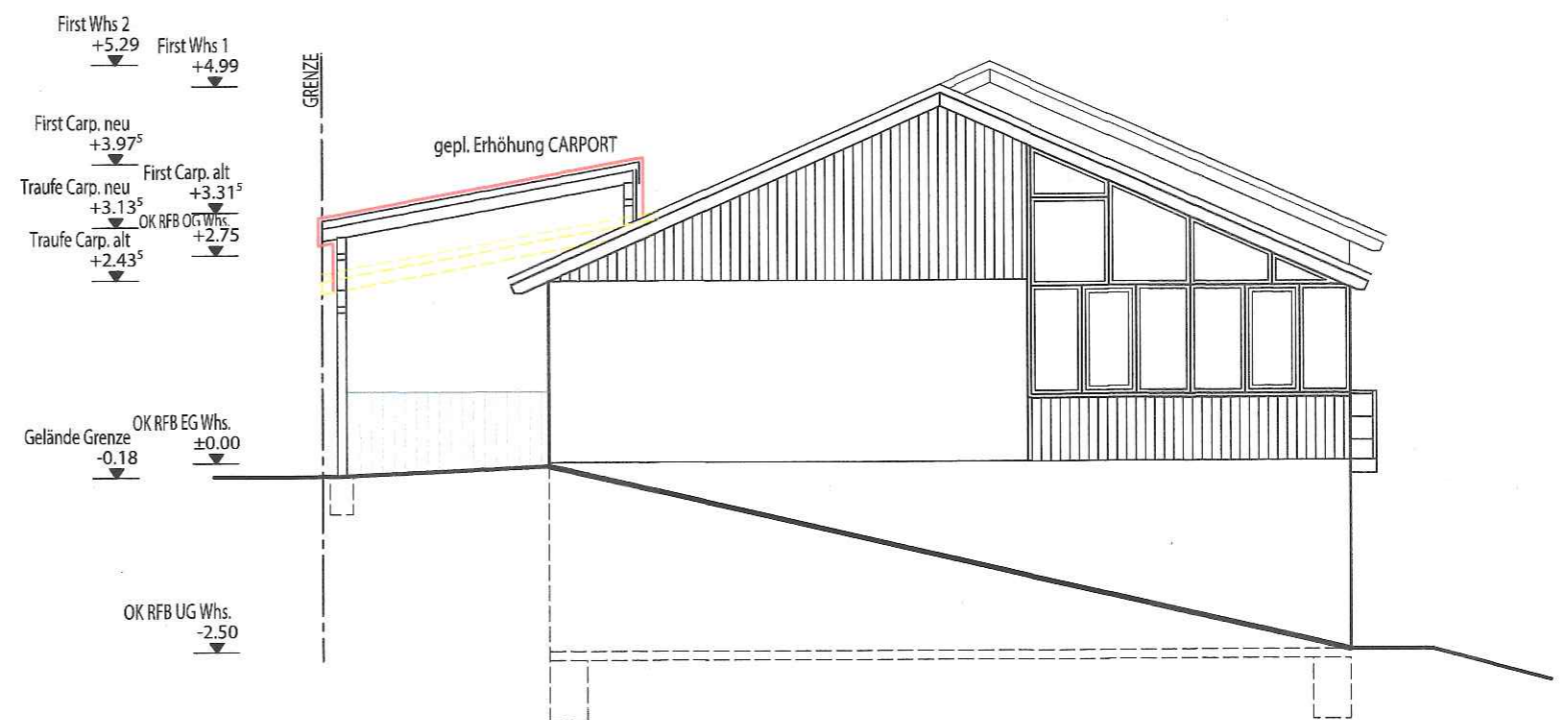 First Whs 2
+5.29
First Whs 1
+4.99
GRENZE
First Carp. neu
+3.97⁵
gepl. Erhöhung CARPORT
First Carp. alt
+3.31⁵
Traufe Carp. neu
+3.13⁵
OK RFB OG Whs.
+2.75
Traufe Carp. alt
+2.43⁵
OK RFB EG Whs.
±0.00
Gelände Grenze
-0.18
OK RFB UG Whs.
-2.50